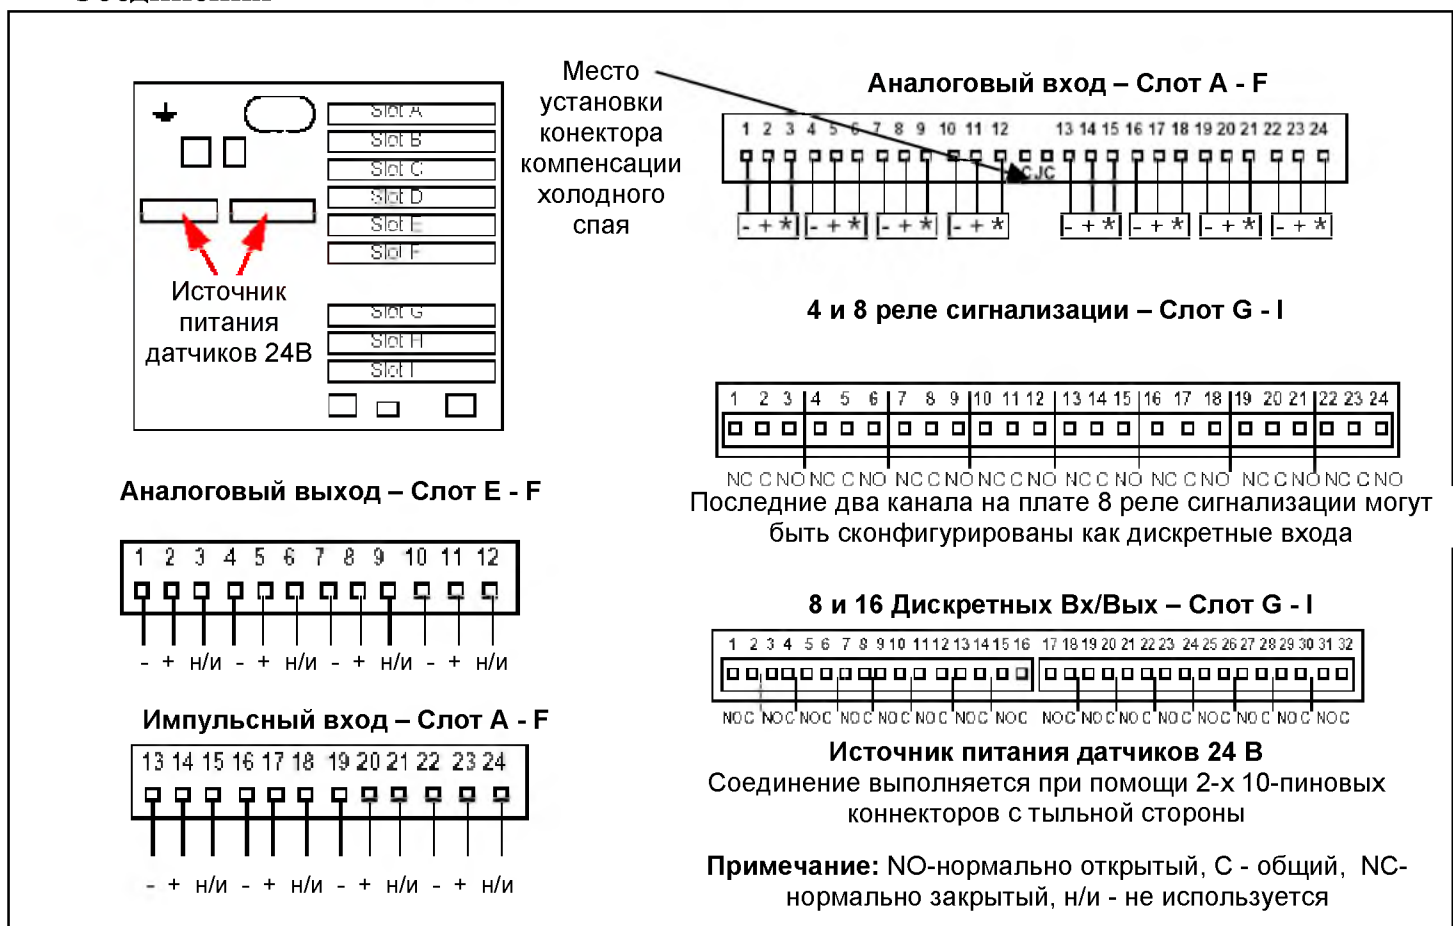 Slot A
Slot B
Slot C
Slot D
Slot E
Slot F
Источник
питания
датчиков 24В
Slot G
Slot H
Slot I
Место
установки
конектора
компенсации
холодного
спая
Аналоговый вход – Слот А - F
1 2 3 4 5 6 7 8 9 10 11 12 13 14 15 16 17 18 19 20 21 22 23 24
CJC
- + * - + * - + * - + * - + * - + * - + * - + *
4 и 8 реле сигнализации – Слот G - I
1 2 3 4 5 6 7 8 9 10 11 12 13 14 15 16 17 18 19 20 21 22 23 24
NC C NO NC C NO NC C NO NC C NO NC C NO NC C NO NC C NO NC C NO
Последние два канала на плате 8 реле сигнализации могут
быть сконфигурированы как дискретные входа
Аналоговый выход – Слот E - F
1 2 3 4 5 6 7 8 9 10 11 12
- + н/и - + н/и - + н/и - + н/и
Импульсный вход – Слот А - F
13 14 15 16 17 18 19 20 21 22 23 24
- + н/и - + н/и - + н/и - + н/и
8 и 16 Дискретных Вх/Вых – Слот G - I
1 2 3 4 5 6 7 8 9 10 11 12 13 14 15 16 17 18 19 20 21 22 23 24 25 26 27 28 29 30 31 32
NO C NO C NO C NO C NO C NO C NO C NO C NO C NO C NO C NO C NO C NO C NO C NO C
Источник питания датчиков 24 В
Соединение выполняется при помощи 2-х 10-пиновых
коннекторов с тыльной стороны
Примечание: NO-нормально открытый, С - общий, NC-
нормально закрытый, н/и - не используется